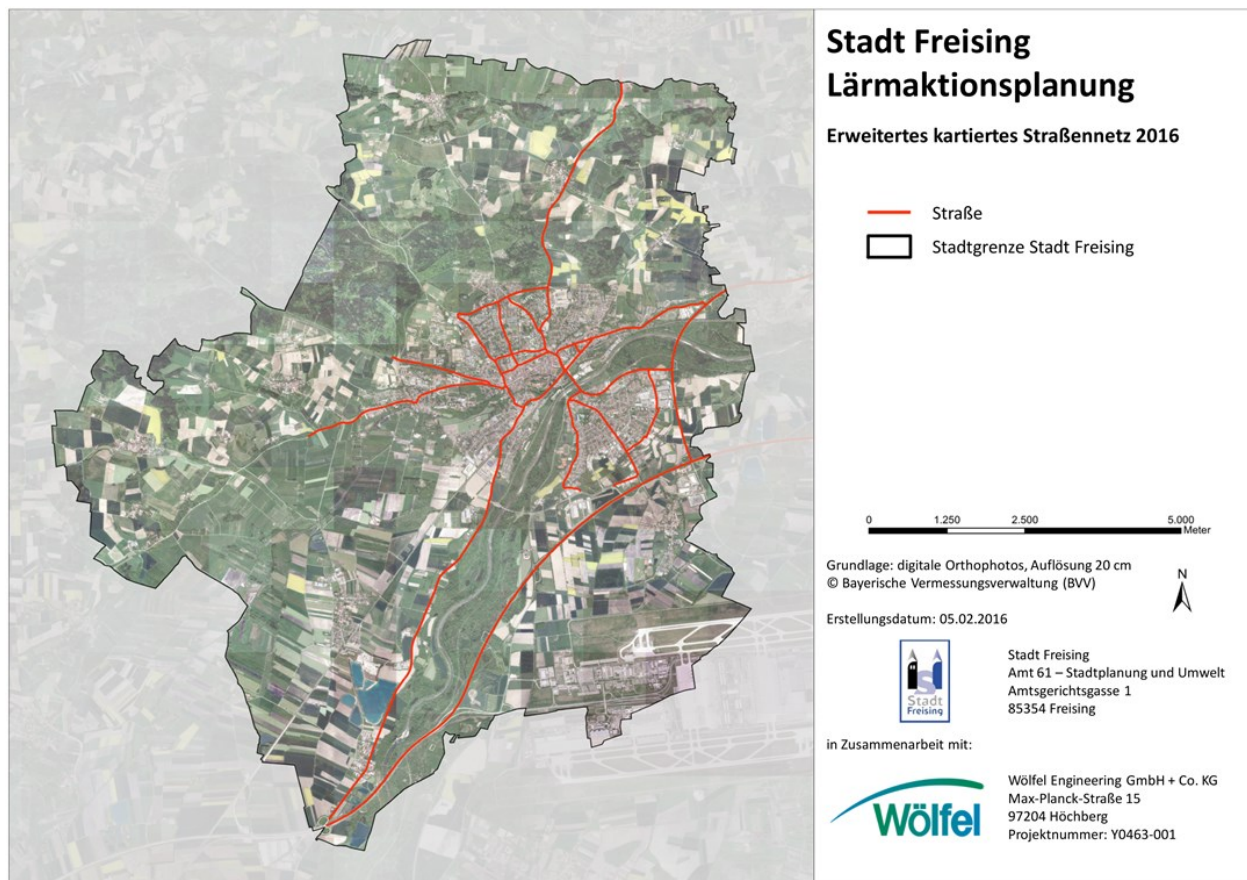 Stadt Freising
Lärmaktionsplanung
Erweitertes kartiertes Straßennetz 2016
Straße
Stadtgrenze Stadt Freising
0 1.250 2.500 5.000
Meter
Grundlage: digitale Orthophotos, Auflösung 20 cm
© Bayerische Vermessungsverwaltung (BVV)
N
Erstellungsdatum: 05.02.2016
Stadt
Freising
Stadt Freising
Amt 61 – Stadtplanung und Umwelt
Amtsgerichtsgasse 1
85354 Freising
in Zusammenarbeit mit:
Wölfel
Wölfel Engineering GmbH + Co. KG
Max-Planck-Straße 15
97204 Höchberg
Projektnummer: Y0463-001